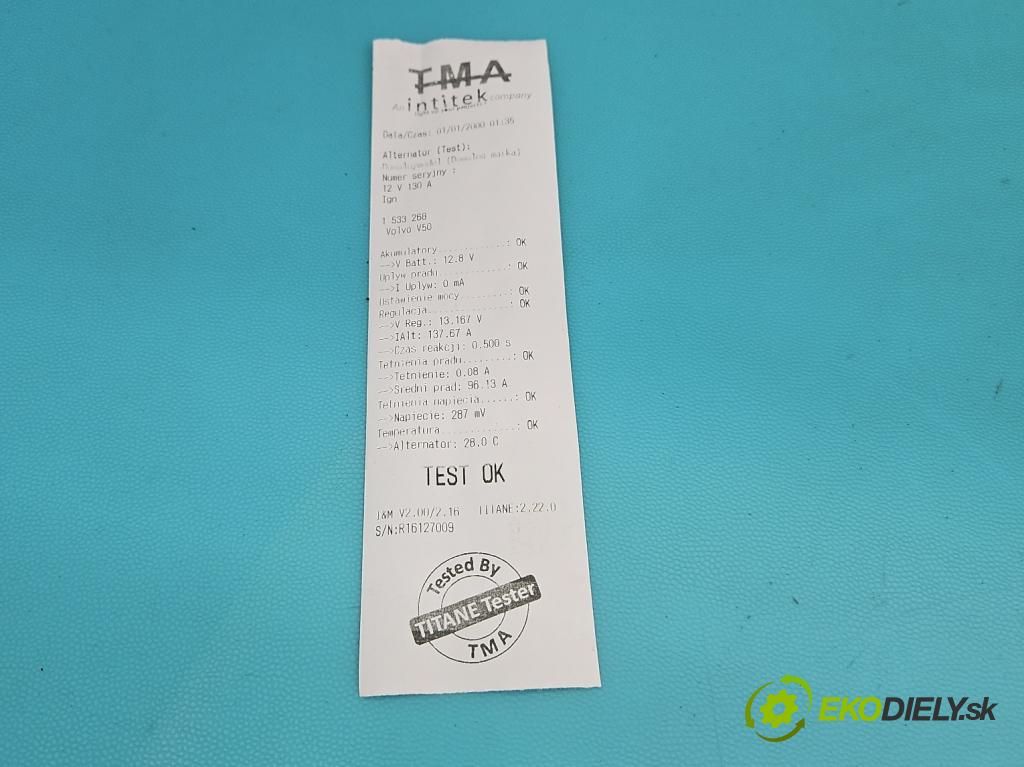 TMA
An intitek company
Data/Czas: 01/01/2000 01:35
Alternator (Test):
(Domyslna marka)
Numer seryjny :
12 V 130 A
Ign
1 533 268
Volvo V50
Akumulatory...........: OK
-->V Batt.: 12.8 V
Uplyw pradu...........: OK
-->I Uplyw: 0 mA
Ustawienie mocy........: OK
Regulacja.............: OK
-->V Reg.: 13.167 V
-->IAlt: 137.67 A
-->Czas reakcji: 0.500 s
Tetnienia pradu........: OK
-->Tetnienie: 0.08 A
-->Sredni prad: 96.13 A
Tetnienia napiecia......: OK
-->Napiecie: 287 mV
Temperatura............: OK
-->Alternator: 28.0 C
TEST OK
I&M V2.00/2.16 TITANE:2.22.0
S/N:R16127009
Tested By
TITANE Tester
TMA
EKODIELY.sk